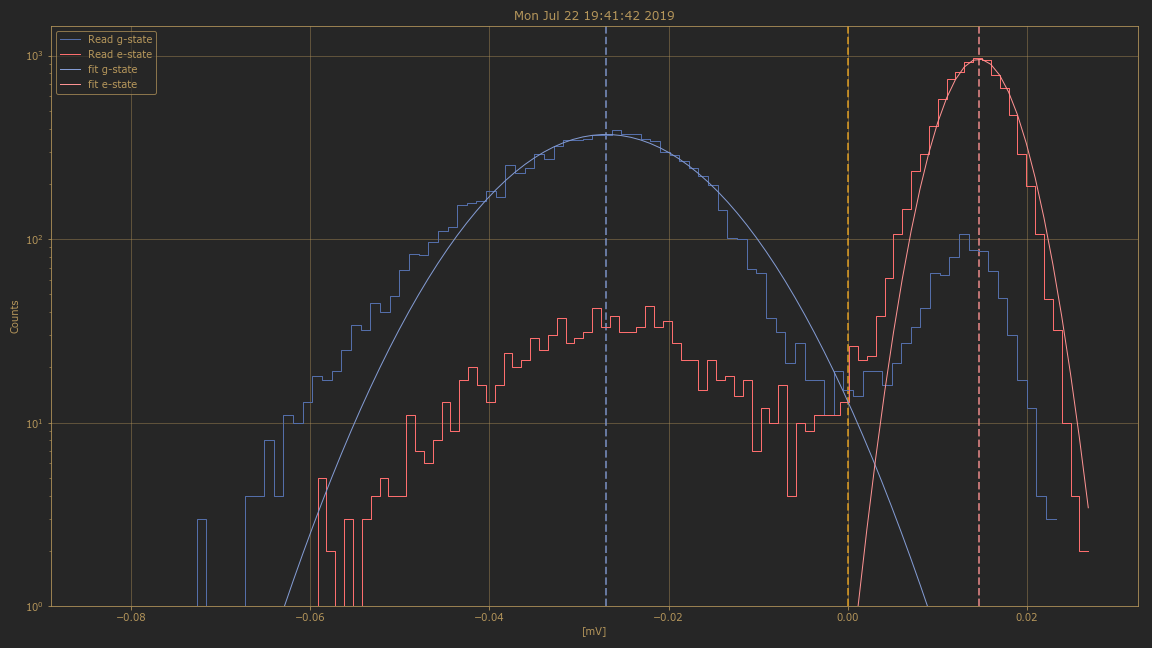 Mon Jul 22 19:41:42 2019
Read g-state
Read e-state
fit g-state
fit e-state
10³
10²
10¹
10⁰
Counts
−0.08
−0.06
−0.04
−0.02
0.00
0.02
[mV]